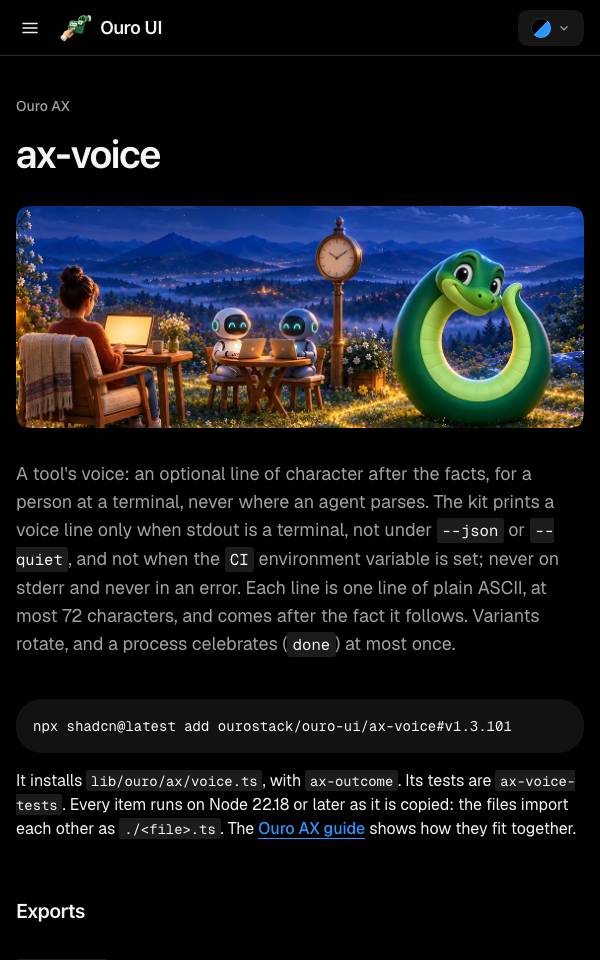 Ouro UI
Ouro AX
ax-voice
A tool's voice: an optional line of character after the facts, for a
person at a terminal, never where an agent parses. The kit prints a
voice line only when stdout is a terminal, not under --json or --
quiet, and not when the CI environment variable is set; never on
stderr and never in an error. Each line is one line of plain ASCII, at
most 72 characters, and comes after the fact it follows. Variants
rotate, and a process celebrates (done) at most once.
npx shadcn@latest add ourostack/ouro-ui/ax-voice#v1.3.101
It installs lib/ouro/ax/voice.ts, with ax-outcome. Its tests are ax-voice-
tests. Every item runs on Node 22.18 or later as it is copied: the files import
each other as ./<file>.ts. The Ouro AX guide shows how they fit together.
Exports